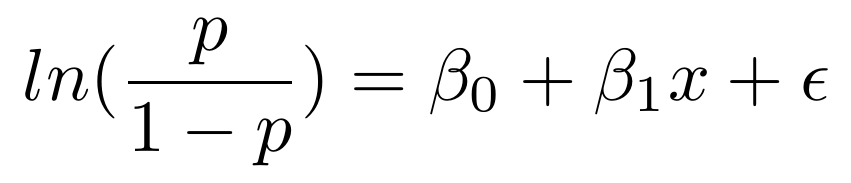 ln(p/(1 − p)) = β₀ + β₁x + ϵ